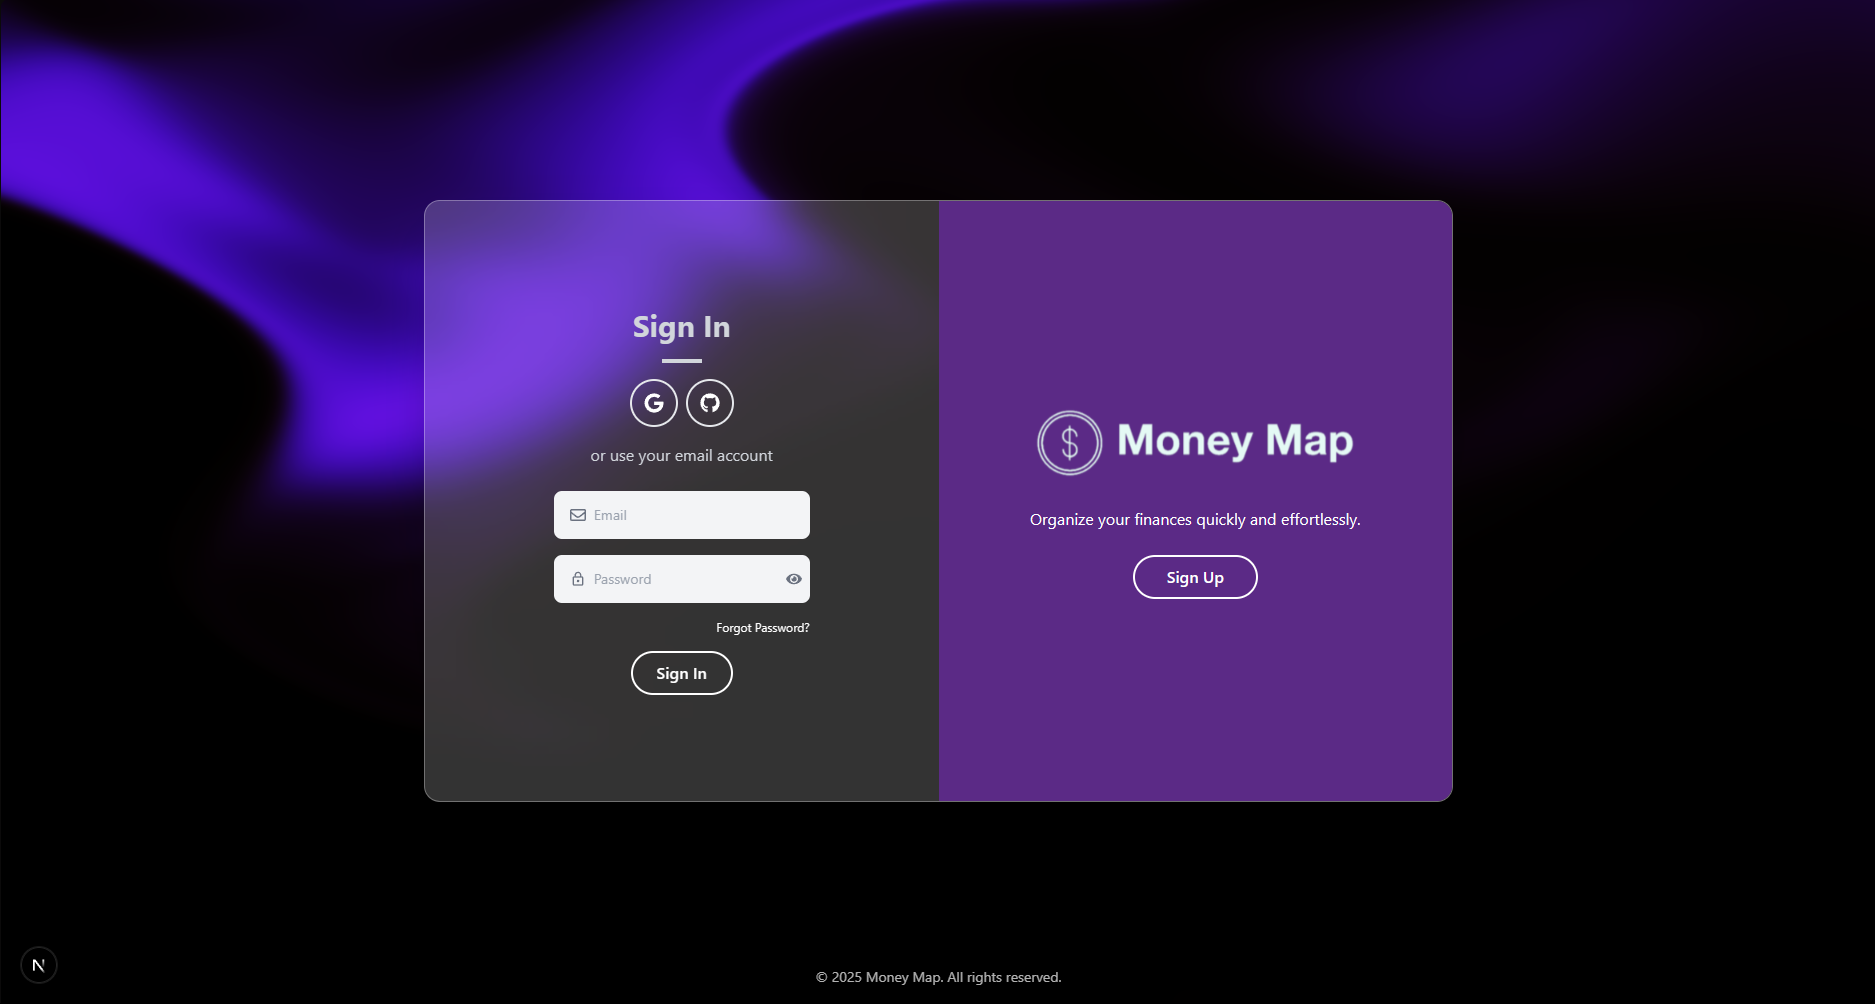 Sign In
or use your email account
Email
Password
Forgot Password?
Sign In
$ Money Map
Organize your finances quickly and effortlessly.
Sign Up
N
© 2025 Money Map. All rights reserved.